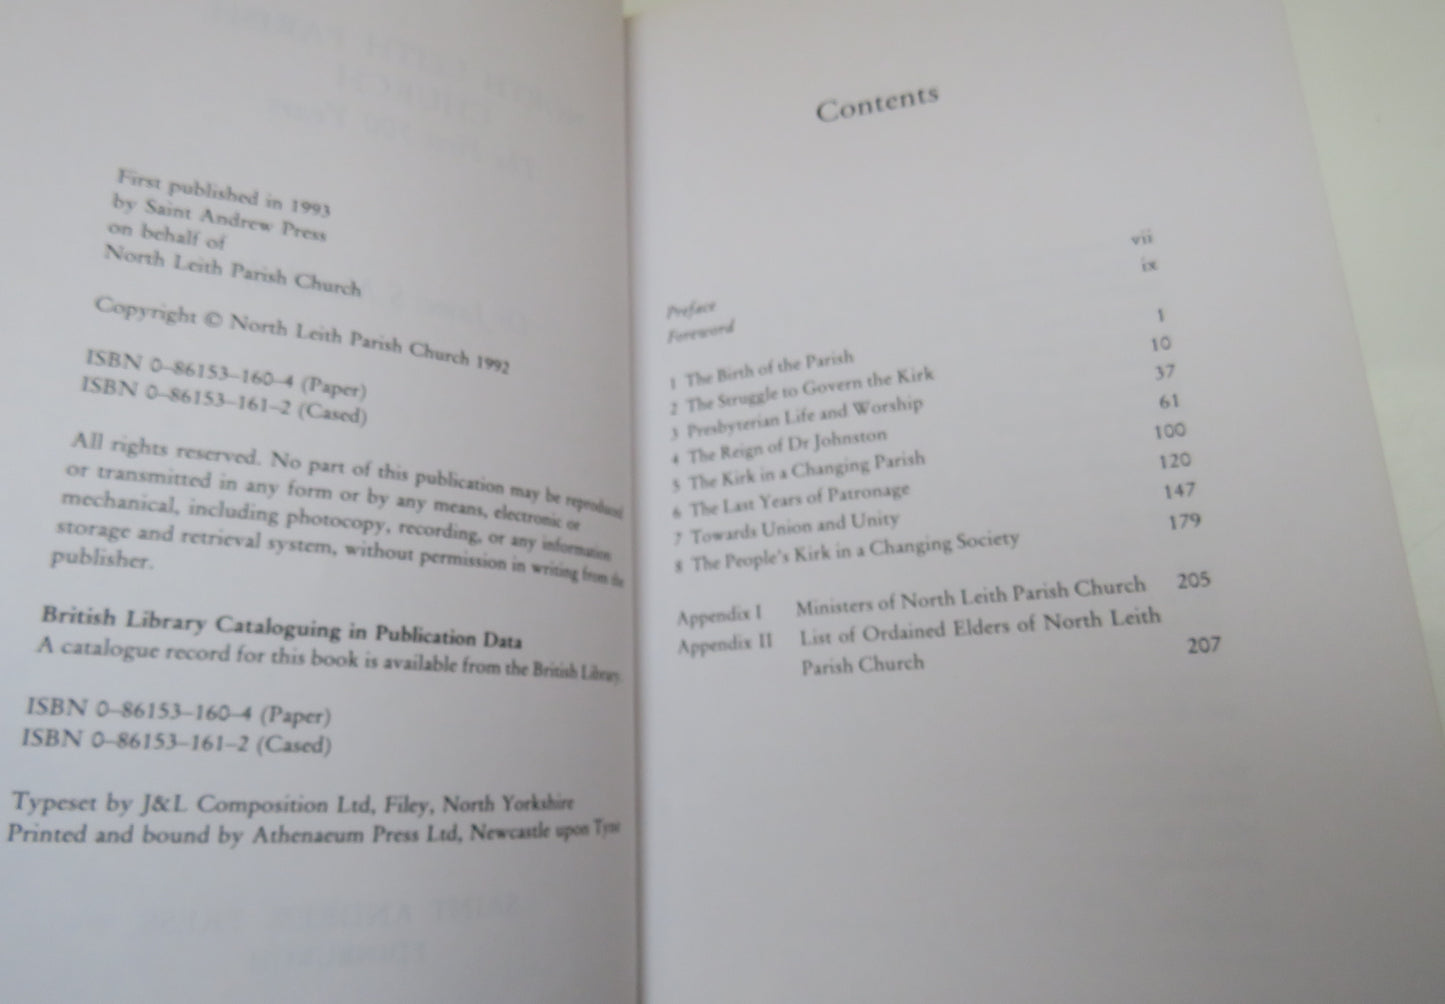 First published in 1993
by Saint Andrew Press
on behalf of
North Leith Parish Church
Copyright © North Leith Parish Church 1992
ISBN 0–86153–160–4 (Paper)
ISBN 0–86153–161–2 (Cased)
All rights reserved. No part of this publication may be reproduced
or transmitted in any form or by any means, electronic or
mechanical, including photocopy, recording, or any information
storage and retrieval system, without permission in writing from the
publisher.
British Library Cataloguing in Publication Data
A catalogue record for this book is available from the British Library.
ISBN 0–86153–160–4 (Paper)
ISBN 0–86153–161–2 (Cased)
Typeset by J&L Composition Ltd, Filey, North Yorkshire
Printed and bound by Athenaeum Press Ltd, Newcastle upon Tyne
Contents
Preface vii
Foreword ix
1 The Birth of the Parish 1
2 The Struggle to Govern the Kirk 10
3 Presbyterian Life and Worship 37
4 The Reign of Dr Johnston 61
5 The Kirk in a Changing Parish 100
6 The Last Years of Patronage 120
7 Towards Union and Unity 147
8 The People's Kirk in a Changing Society 179
Appendix I Ministers of North Leith Parish Church 205
Appendix II List of Ordained Elders of North Leith
Parish Church 207